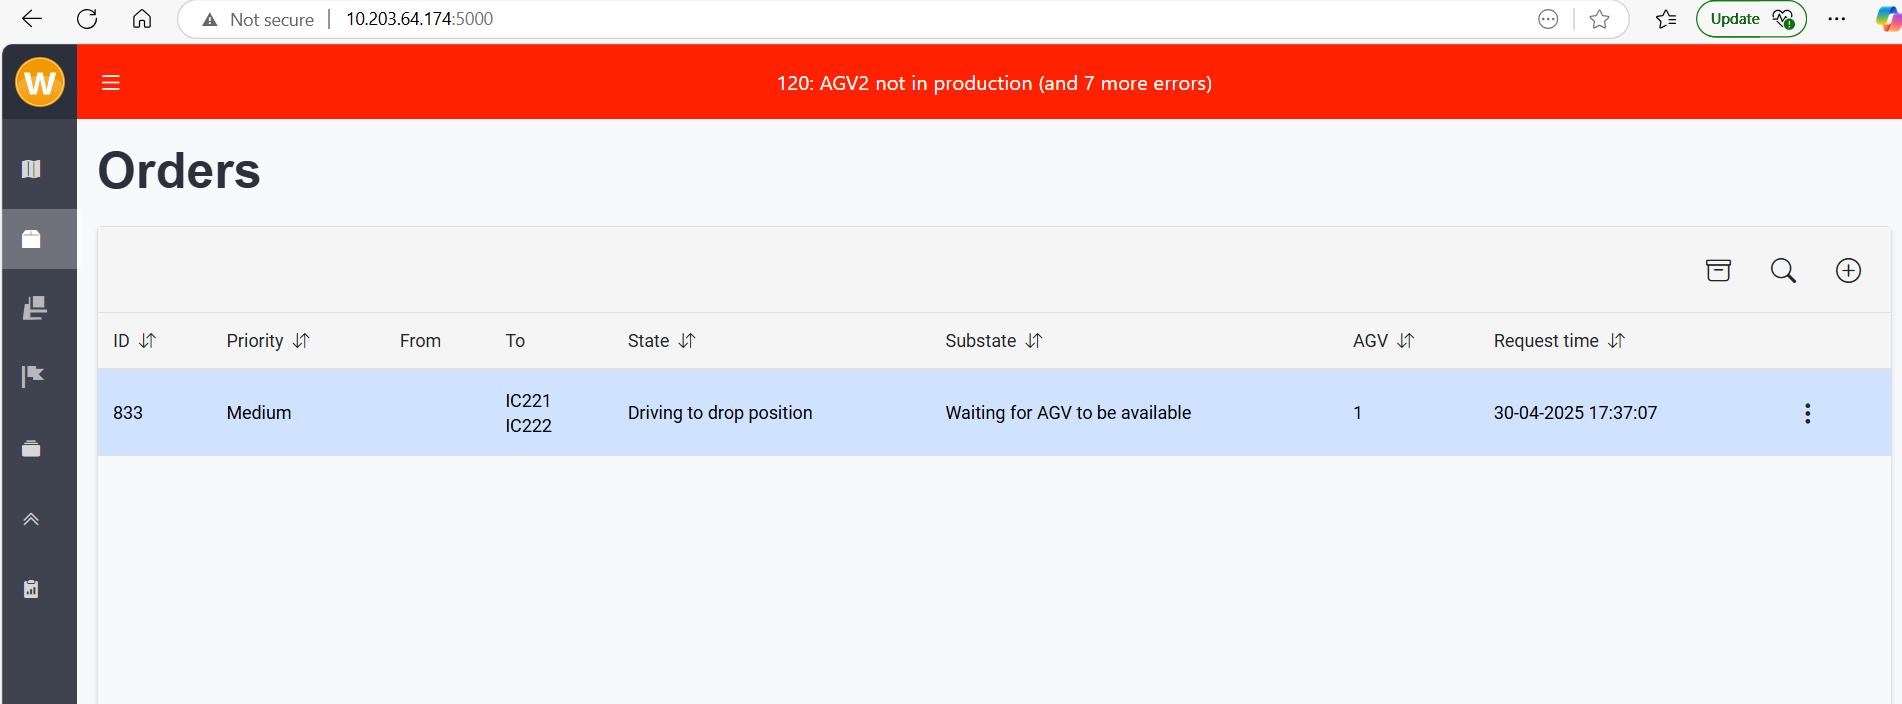 Not secure 10.203.64.174:5000 Update
W
120: AGV2 not in production (and 7 more errors)
Orders
ID Priority From To State Substate AGV Request time
833 Medium IC221 Driving to drop position Waiting for AGV to be available 1 30-04-2025 17:37:07
IC222